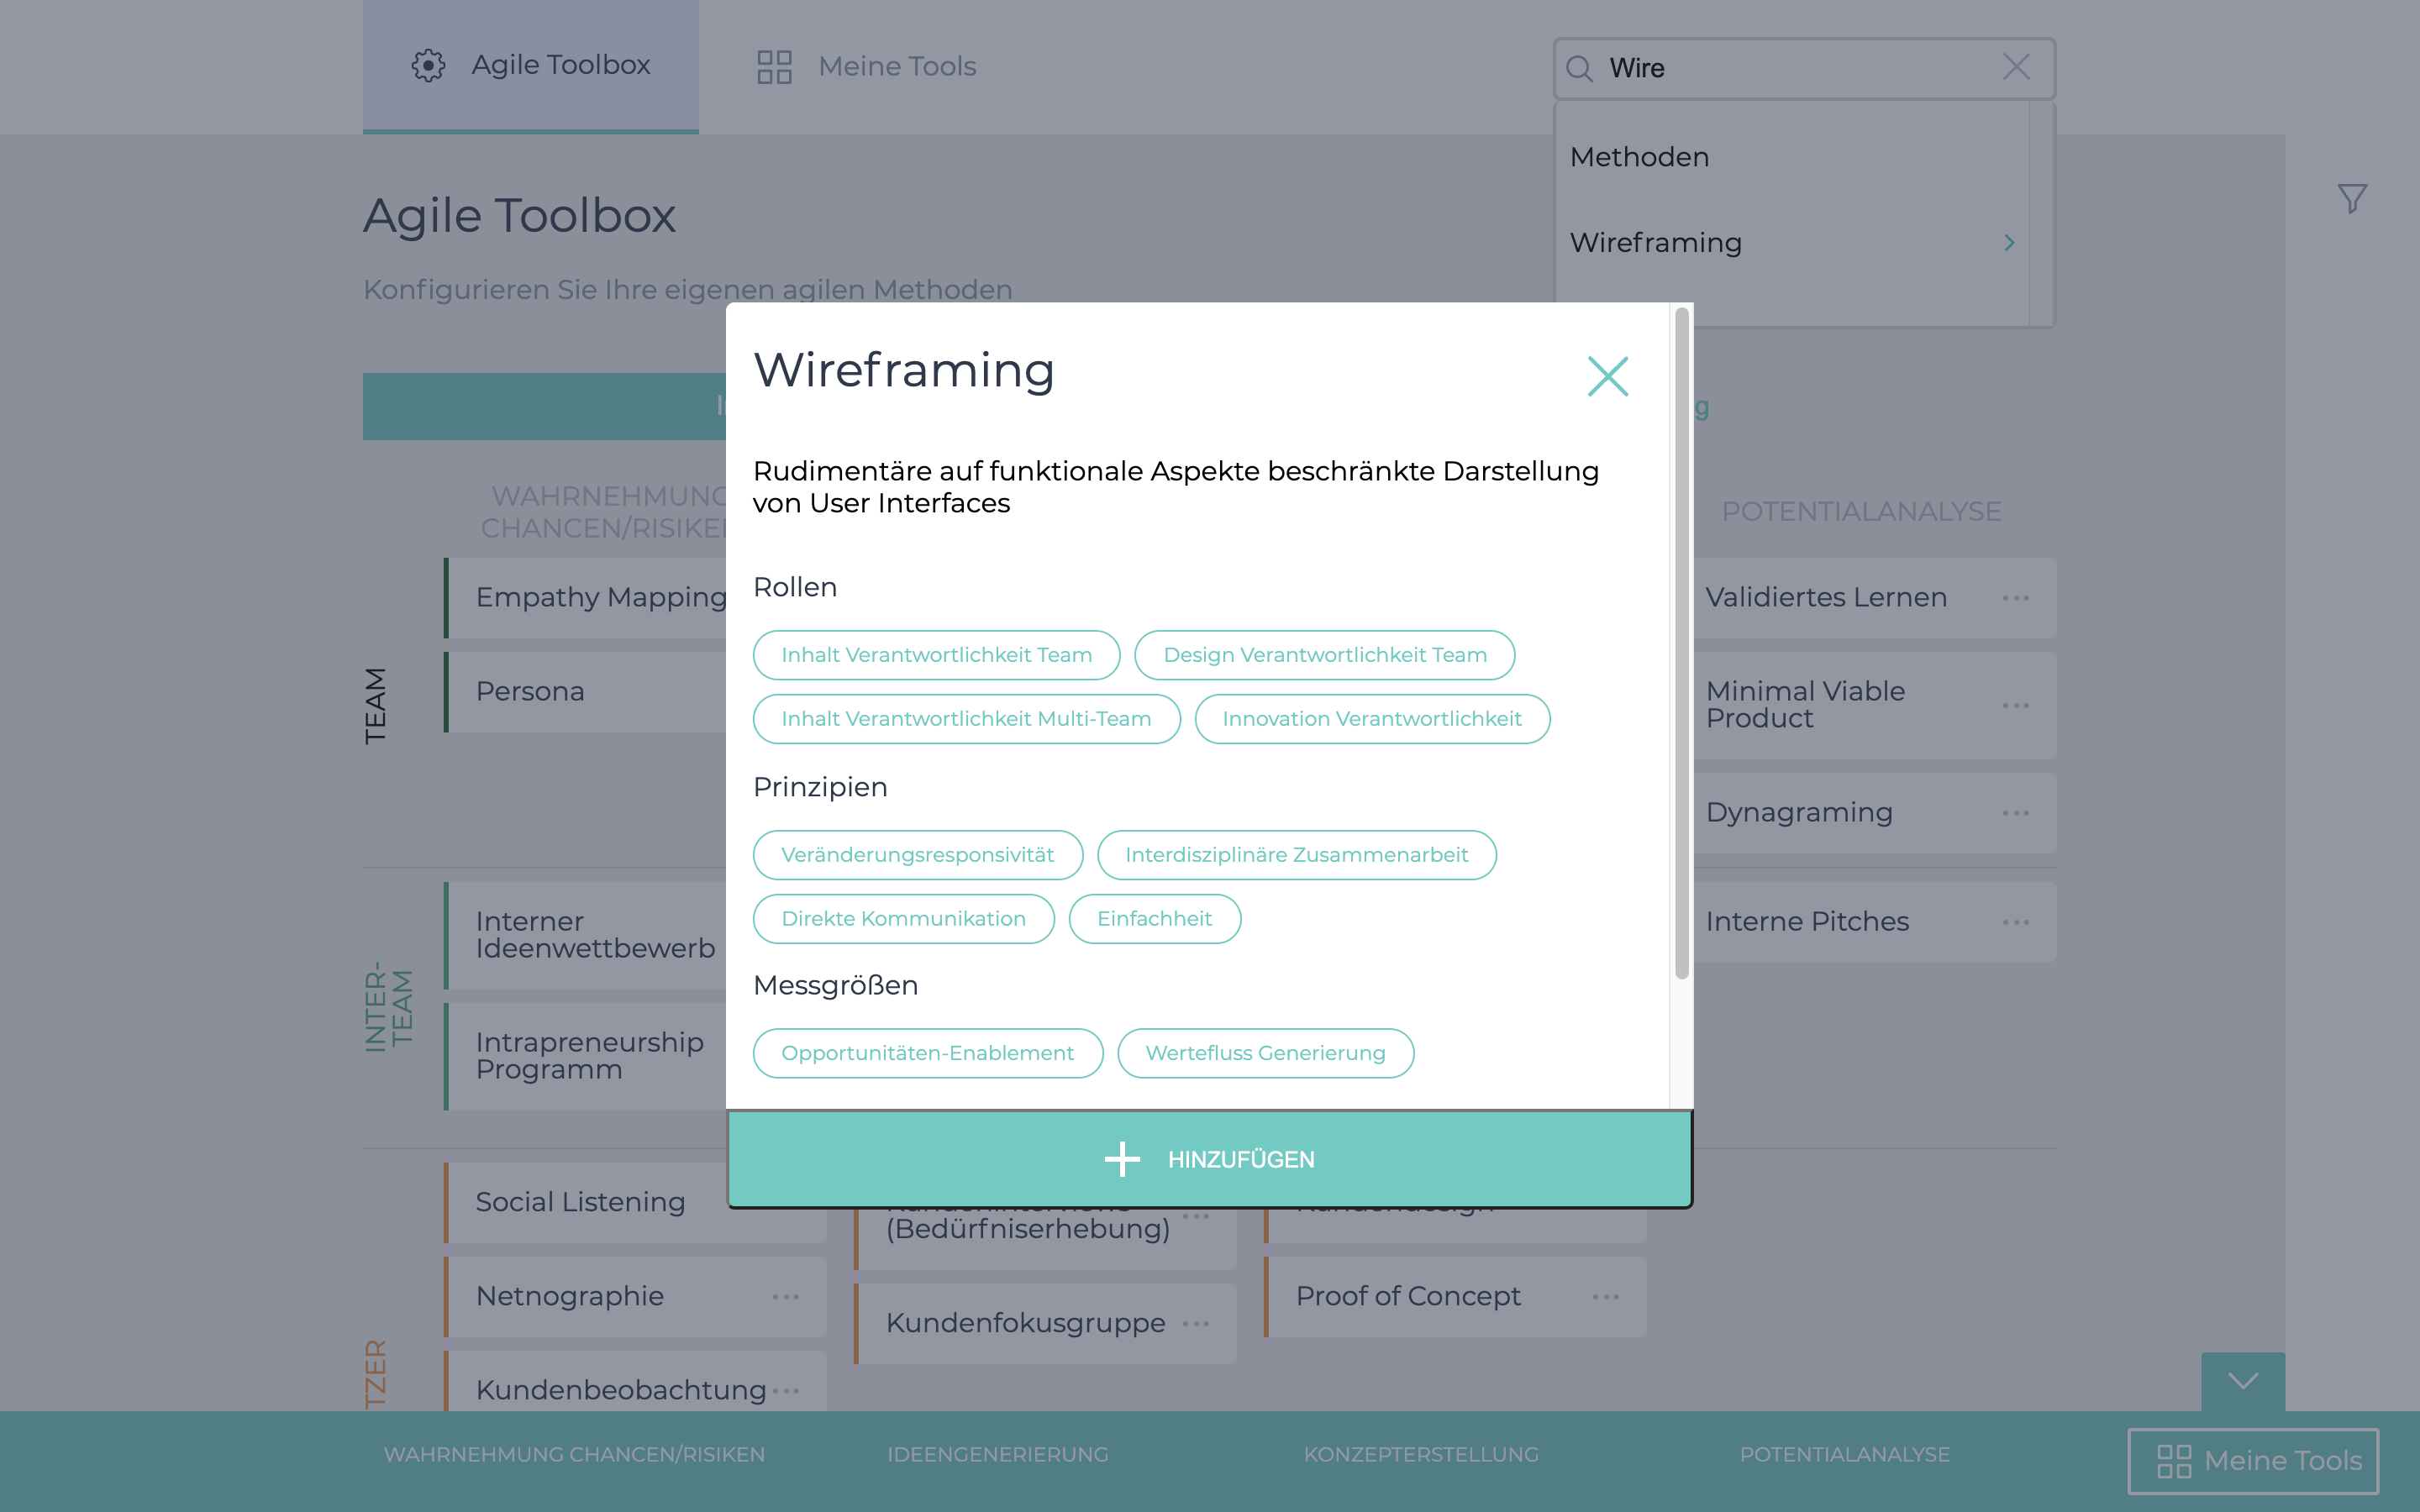 Agile Toolbox
Meine Tools
Wire
Methoden
Wireframing
Agile Toolbox
Konfigurieren Sie Ihre eigenen agilen Methoden
Wireframing
Rudimentäre auf funktionale Aspekte beschränkte Darstellung
von User Interfaces
Rollen
Inhalt Verantwortlichkeit Team
Design Verantwortlichkeit Team
Inhalt Verantwortlichkeit Multi-Team
Innovation Verantwortlichkeit
Prinzipien
Veränderungsresponsivität
Interdisziplinäre Zusammenarbeit
Direkte Kommunikation
Einfachheit
Messgrößen
Opportunitäten-Enablement
Wertefluss Generierung
HINZUFÜGEN
WAHRNEHMUNG
CHANCEN/RISIKEN
POTENTIALANALYSE
TEAM
Empathy Mapping
Persona
Validiertes Lernen
Minimal Viable
Product
Dynagraming
INTER-
TEAM
Interner
Ideenwettbewerb
Intrapreneurship
Programm
Interne Pitches
TZER
Social Listening
Netnographie
Kundenbeobachtung
(Bedürfniserhebung)
Kundenfokusgruppe
Proof of Concept
WAHRNEHMUNG CHANCEN/RISIKEN
IDEENGENERIERUNG
KONZEPTERSTELLUNG
POTENTIALANALYSE
Meine Tools